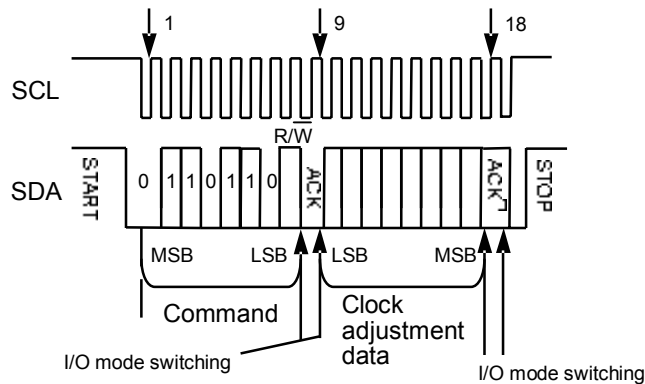 1 9 18
SCL
R/W̅
SDA START 0 1 1 0 1 1 0 ACK ACK STOP
MSB LSB LSB MSB
Command
Clock
adjustment
data
I/O mode switching
I/O mode switching